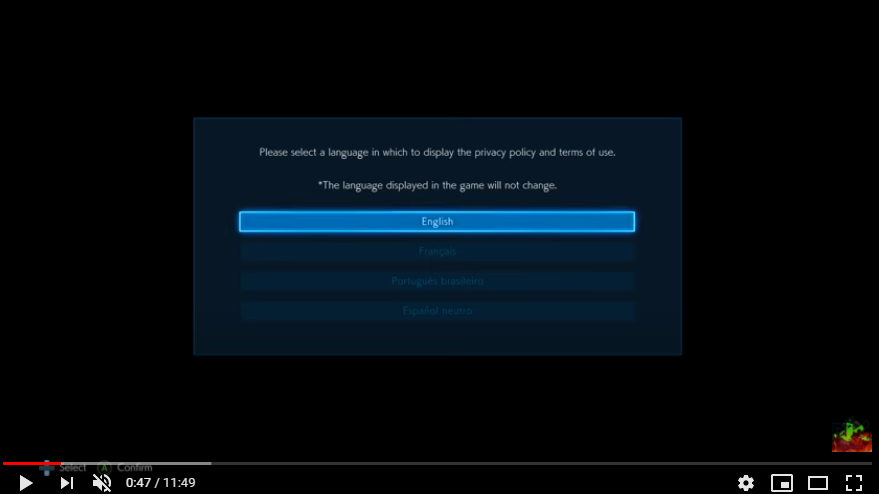 Please select a language in which to display the privacy policy and terms of use.
*The language displayed in the game will not change.
English
Français
Português brasileiro
Español neutro
Select A Confirm
0:47 / 11:49